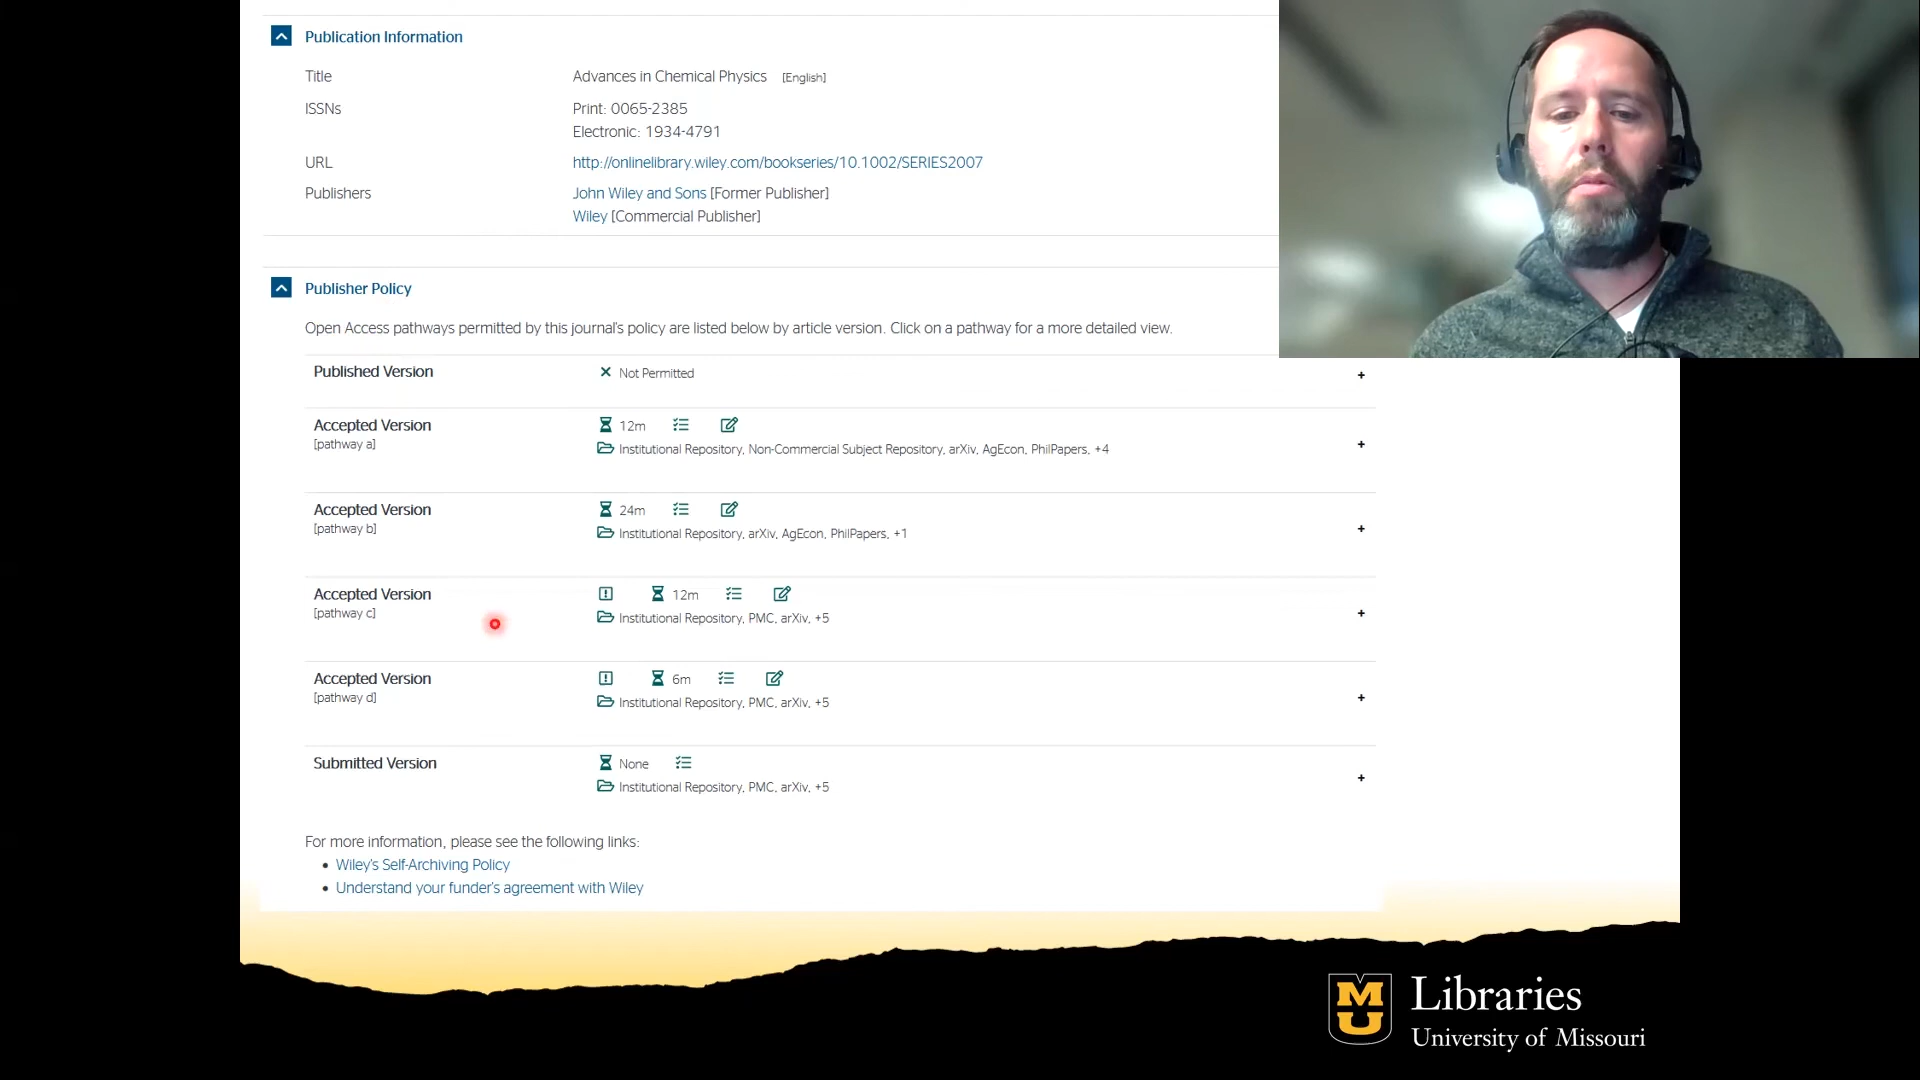 Publication Information
Title Advances in Chemical Physics [English]
ISSNs Print: 0065-2385
Electronic: 1934-4791
URL http://onlinelibrary.wiley.com/bookseries/10.1002/SERIES2007
Publishers John Wiley and Sons [Former Publisher]
Wiley [Commercial Publisher]
Publisher Policy
Open Access pathways permitted by this journal's policy are listed below by article version. Click on a pathway for a more detailed view.
Published Version Not Permitted +
Accepted Version 12m
[pathway a] Institutional Repository, Non-Commercial Subject Repository, arXiv, AgEcon, PhilPapers, +4 +
Accepted Version 24m
[pathway b] Institutional Repository, arXiv, AgEcon, PhilPapers, +1 +
Accepted Version 12m
[pathway c] Institutional Repository, PMC, arXiv, +5 +
Accepted Version 6m
[pathway d] Institutional Repository, PMC, arXiv, +5 +
Submitted Version None
Institutional Repository, PMC, arXiv, +5 +
For more information, please see the following links:
• Wiley's Self-Archiving Policy
• Understand your funder's agreement with Wiley
MU Libraries
University of Missouri